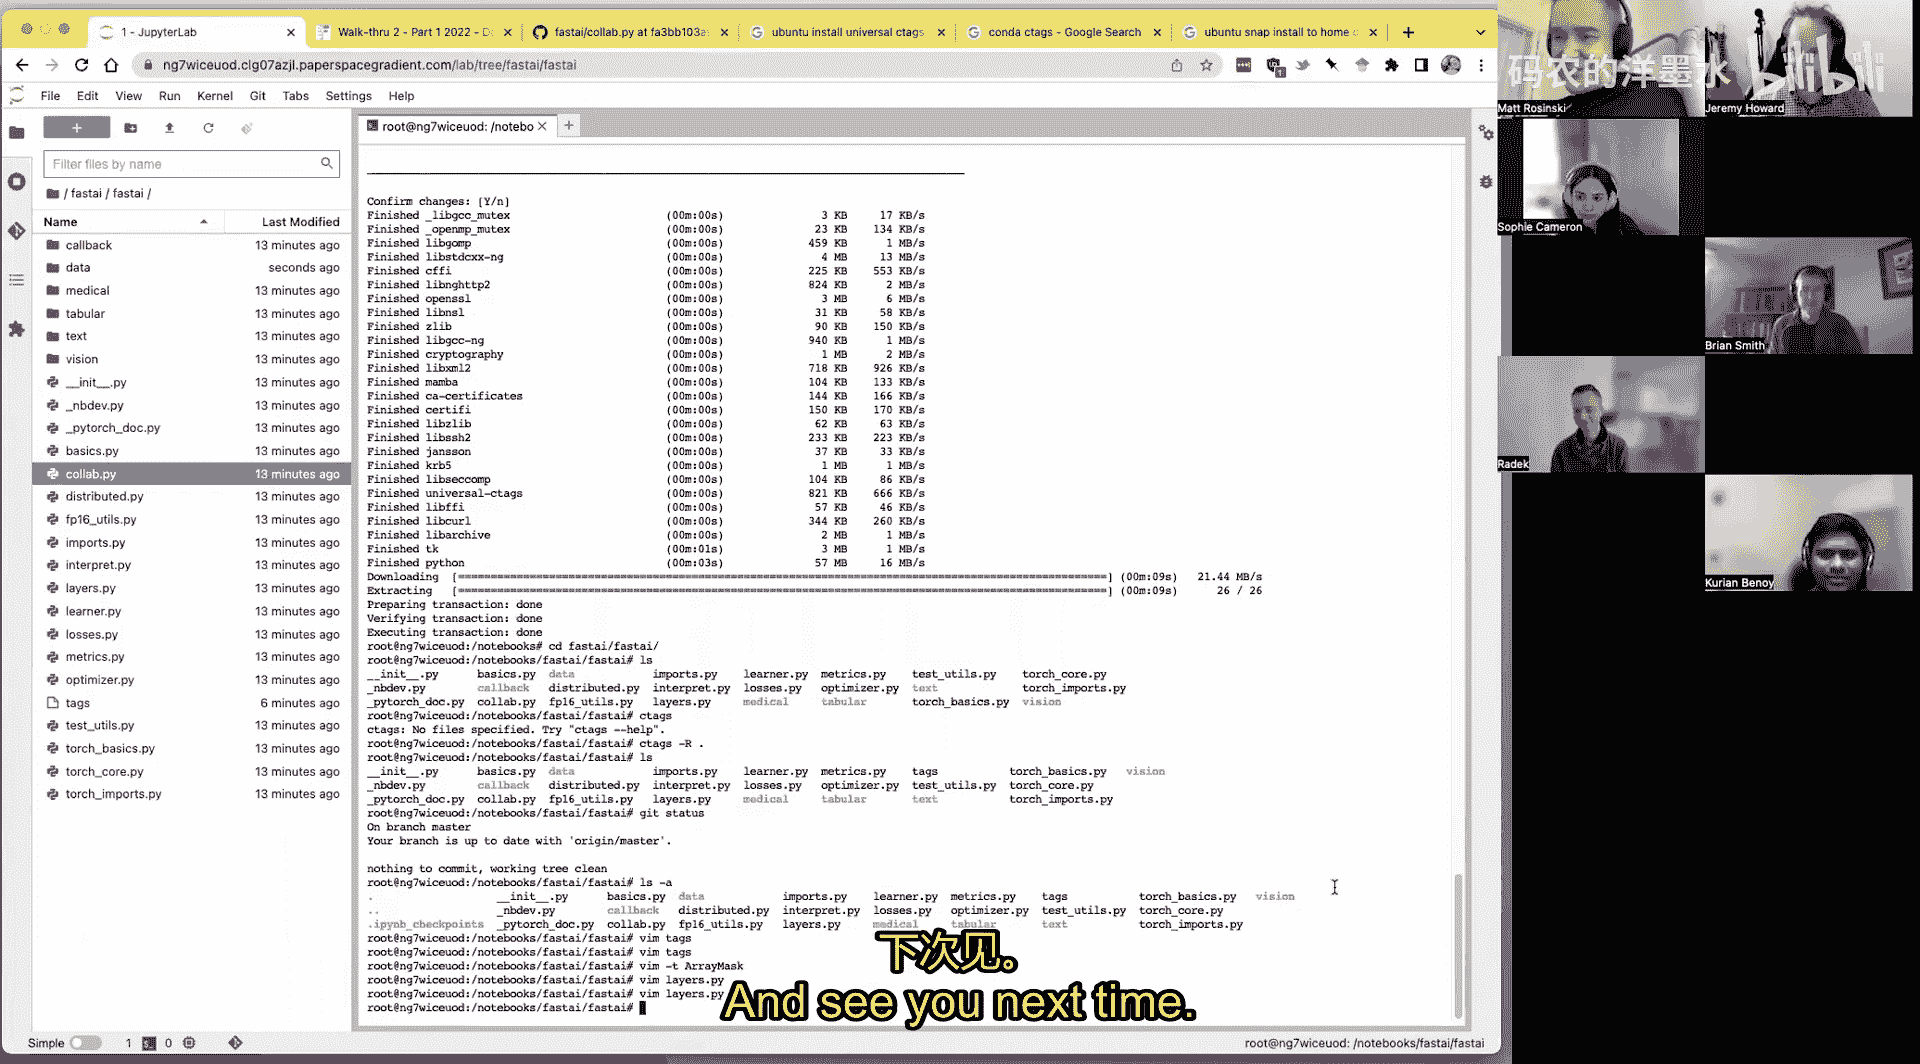 1 - JupyterLab
Walk-thru 2 - Part 1 2022 - D
fastai/collab.py at fa3bb103a
ubuntu install universal ctags
conda ctags - Google Search
ubuntu snap install to home
ng7wiceuod.clg07azjl.paperspacegradient.com/lab/tree/fastai/fastai
File Edit View Run Kernel Git Tabs Settings Help
root@ng7wiceuod: /notebo
Filter files by name
/ fastai / fastai /
Name Last Modified
callback 13 minutes ago
data seconds ago
medical 13 minutes ago
tabular 13 minutes ago
text 13 minutes ago
vision 13 minutes ago
__init__.py 13 minutes ago
_nbdev.py 13 minutes ago
_pytorch_doc.py 13 minutes ago
basics.py 13 minutes ago
collab.py 13 minutes ago
distributed.py 13 minutes ago
fp16_utils.py 13 minutes ago
imports.py 13 minutes ago
interpret.py 13 minutes ago
layers.py 13 minutes ago
learner.py 13 minutes ago
losses.py 13 minutes ago
metrics.py 13 minutes ago
optimizer.py 13 minutes ago
tags 6 minutes ago
test_utils.py 13 minutes ago
torch_basics.py 13 minutes ago
torch_core.py 13 minutes ago
torch_imports.py 13 minutes ago
Confirm changes: [Y/n]
Finished _libgcc_mutex (00m:00s) 3 KB 17 KB/s
Finished _openmp_mutex (00m:00s) 23 KB 134 KB/s
Finished libgomp (00m:00s) 459 KB 1 MB/s
Finished libstdcxx-ng (00m:00s) 4 MB 13 MB/s
Finished cffi (00m:00s) 225 KB 553 KB/s
Finished libnghttp2 (00m:00s) 824 KB 2 MB/s
Finished openssl (00m:00s) 3 MB 6 MB/s
Finished libnsl (00m:00s) 31 KB 58 KB/s
Finished zlib (00m:00s) 90 KB 150 KB/s
Finished libgcc-ng (00m:00s) 940 KB 1 MB/s
Finished cryptography (00m:00s) 1 MB 2 MB/s
Finished libxml2 (00m:00s) 718 KB 926 KB/s
Finished mamba (00m:00s) 104 KB 133 KB/s
Finished ca-certificates (00m:00s) 144 KB 166 KB/s
Finished certifi (00m:00s) 150 KB 170 KB/s
Finished libzlib (00m:00s) 62 KB 63 KB/s
Finished libssh2 (00m:00s) 233 KB 223 KB/s
Finished jansson (00m:00s) 37 KB 33 KB/s
Finished krb5 (00m:00s) 1 MB 1 MB/s
Finished libseccomp (00m:00s) 104 KB 86 KB/s
Finished universal-ctags (00m:00s) 821 KB 666 KB/s
Finished libffi (00m:00s) 57 KB 46 KB/s
Finished libcurl (00m:00s) 344 KB 260 KB/s
Finished libarchive (00m:00s) 2 MB 1 MB/s
Finished tk (00m:01s) 3 MB 1 MB/s
Finished python (00m:03s) 57 MB 16 MB/s
Downloading [====================] (00m:09s) 21.44 MB/s
Extracting [====================] (00m:09s) 26 / 26
Preparing transaction: done
Verifying transaction: done
Executing transaction: done
root@ng7wiceuod:/notebooks# cd fastai/fastai/
root@ng7wiceuod:/notebooks/fastai/fastai# ls
__init__.py basics.py data imports.py learner.py metrics.py test_utils.py torch_core.py
_nbdev.py callback distributed.py interpret.py losses.py optimizer.py text torch_imports.py
_pytorch_doc.py collab.py fp16_utils.py layers.py medical tabular torch_basics.py vision
root@ng7wiceuod:/notebooks/fastai/fastai# ctags
ctags: No files specified. Try "ctags --help".
root@ng7wiceuod:/notebooks/fastai/fastai# ctags -R .
root@ng7wiceuod:/notebooks/fastai/fastai# ls
__init__.py basics.py data imports.py learner.py metrics.py tags torch_basics.py vision
_nbdev.py callback distributed.py interpret.py losses.py optimizer.py test_utils.py torch_core.py
_pytorch_doc.py collab.py fp16_utils.py layers.py medical tabular text torch_imports.py
root@ng7wiceuod:/notebooks/fastai/fastai# git status
On branch master
Your branch is up to date with 'origin/master'.
nothing to commit, working tree clean
root@ng7wiceuod:/notebooks/fastai/fastai# ls -a
. __init__.py basics.py data imports.py learner.py metrics.py tags torch_basics.py vision
.. _nbdev.py callback distributed.py interpret.py losses.py optimizer.py test_utils.py torch_core.py
.ipynb_checkpoints _pytorch_doc.py collab.py fp16_utils.py layers.py medical tabular text torch_imports.py
root@ng7wiceuod:/notebooks/fastai/fastai# vim tags
root@ng7wiceuod:/notebooks/fastai/fastai# vim tags
root@ng7wiceuod:/notebooks/fastai/fastai# vim -t ArrayMask
root@ng7wiceuod:/notebooks/fastai/fastai# vim layers.py
root@ng7wiceuod:/notebooks/fastai/fastai# vim layers.py
root@ng7wiceuod:/notebooks/fastai/fastai#
下次见。
And see you next time.
Simple 1 0
root@ng7wiceuod: /notebooks/fastai/fastai
码农的洋墨水 bilibili
Matt Rosinski
Jeremy Howard
Sophie Cameron
Brian Smith
Radek
Kurian Benoy